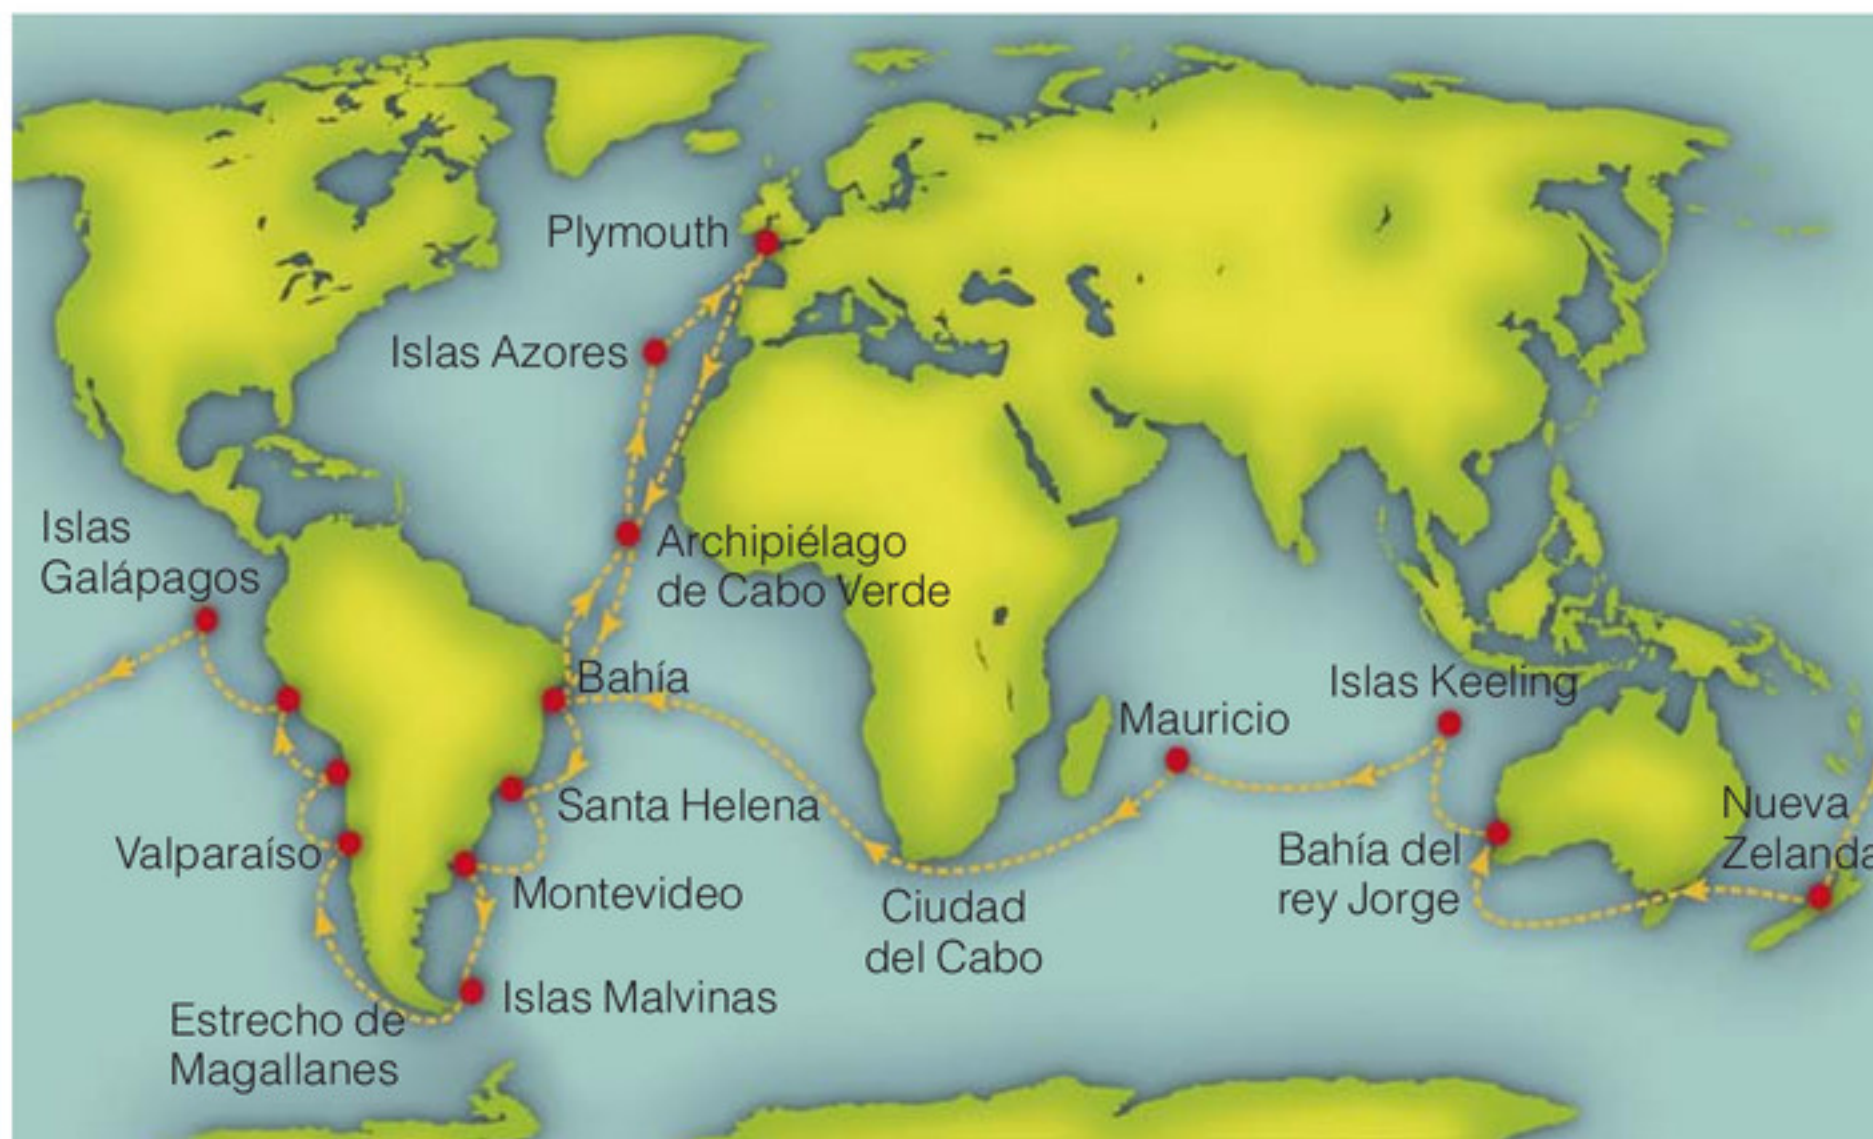 Plymouth
Islas Azores
Islas
Galápagos
Archipiélago
de Cabo Verde
Bahía
Islas Keeling
Mauricio
Santa Helena
Nueva
Zelanda
Valparaíso
Bahía del
rey Jorge
Montevideo
Ciudad
del Cabo
Islas Malvinas
Estrecho de
Magallanes